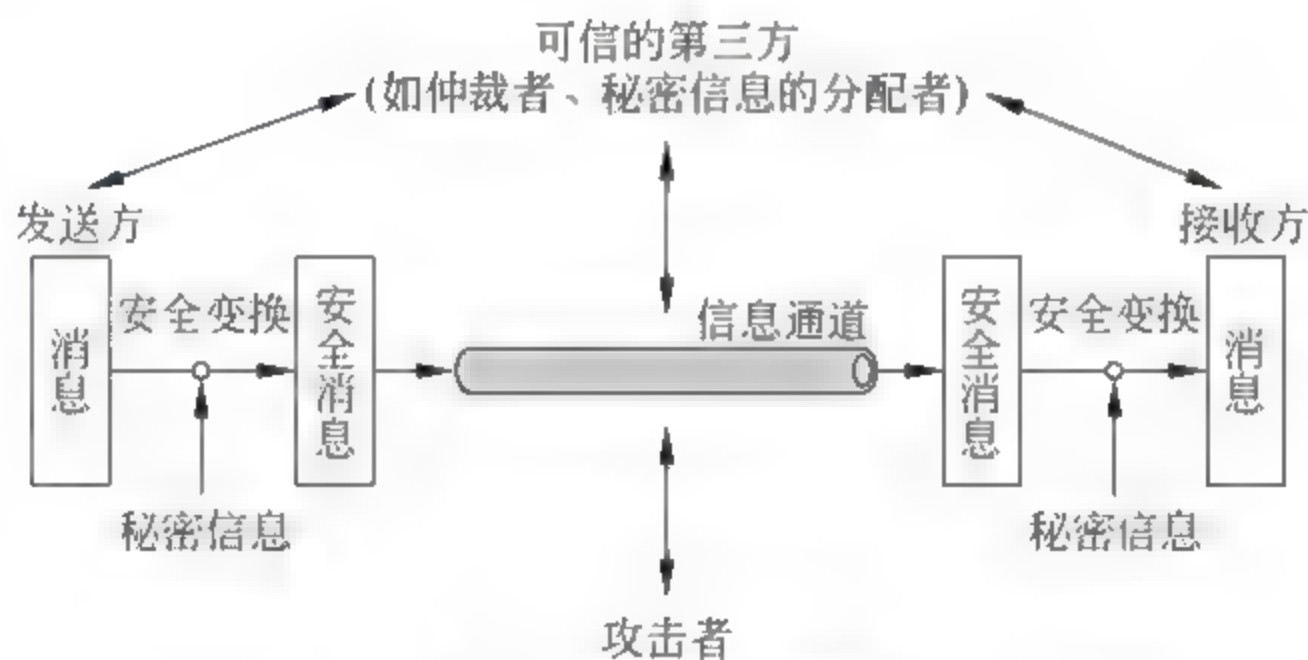 可信的第三方
(如仲裁者、秘密信息的分配者)
发送方
接收方
消息
安全变换
安全消息
信息通道
安全消息
安全变换
消息
秘密信息
秘密信息
攻击者